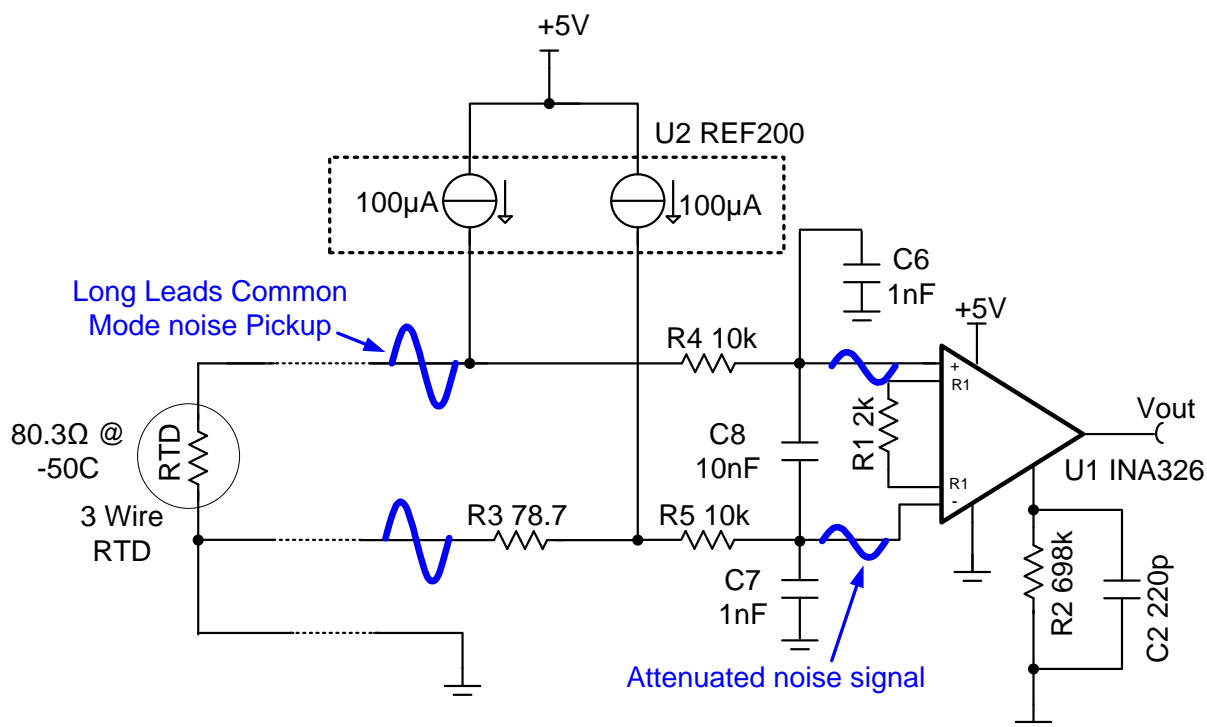 +5V
U2 REF200
100µA
100µA
Long Leads Common
Mode noise Pickup
C6
1nF
+5V
R4 10k
+
R1
R1 2k
Vout
80.3Ω @
-50C
RTD
C8
10nF
R1
-
U1 INA326
3 Wire
RTD
R3 78.7
R5 10k
C7
1nF
R2 698k
C2 220p
Attenuated noise signal